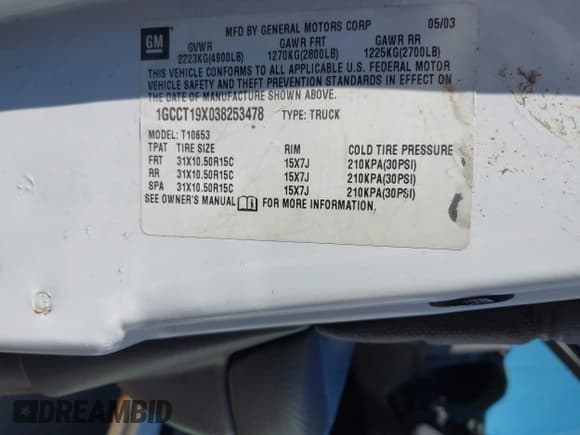 GM
MFD BY GENERAL MOTORS CORP 05/03
GVWR GAWR FRT GAWR RR
2223KG(4900LB) 1270KG(2800LB) 1225KG(2700LB)
THIS VEHICLE CONFORMS TO ALL APPLICABLE U.S. FEDERAL MOTOR
VEHICLE SAFETY AND THEFT PREVENTION STANDARDS IN EFFECT ON
THE DATE OF MANUFACTURE SHOWN ABOVE.
1GCCT19X038253478 TYPE: TRUCK
MODEL: T10653
TPAT TIRE SIZE RIM COLD TIRE PRESSURE
FRT 31X10.50R15C 15X7J 210KPA(30PSI)
RR 31X10.50R15C 15X7J 210KPA(30PSI)
SPA 31X10.50R15C 15X7J 210KPA(30PSI)
SEE OWNER'S MANUAL i FOR MORE INFORMATION.
DREAMBID